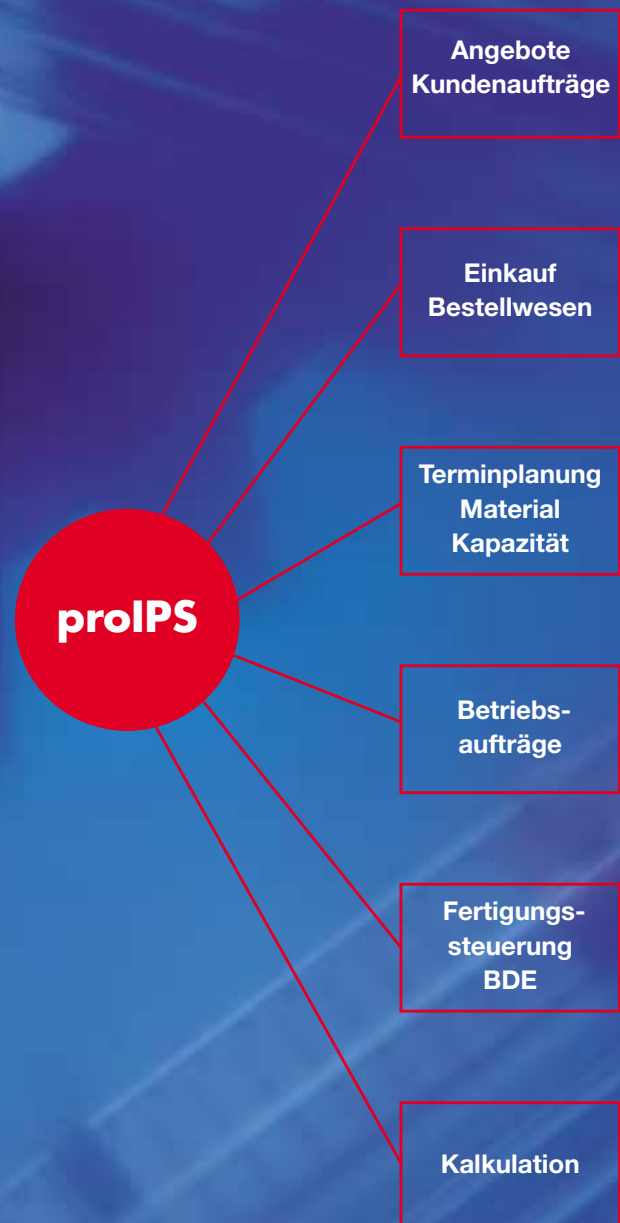 Angebote
Kundenaufträge
Einkauf
Bestellwesen
Terminplanung
Material
Kapazität
proIPS
Betriebs-
aufträge
Fertigungs-
steuerung
BDE
Kalkulation